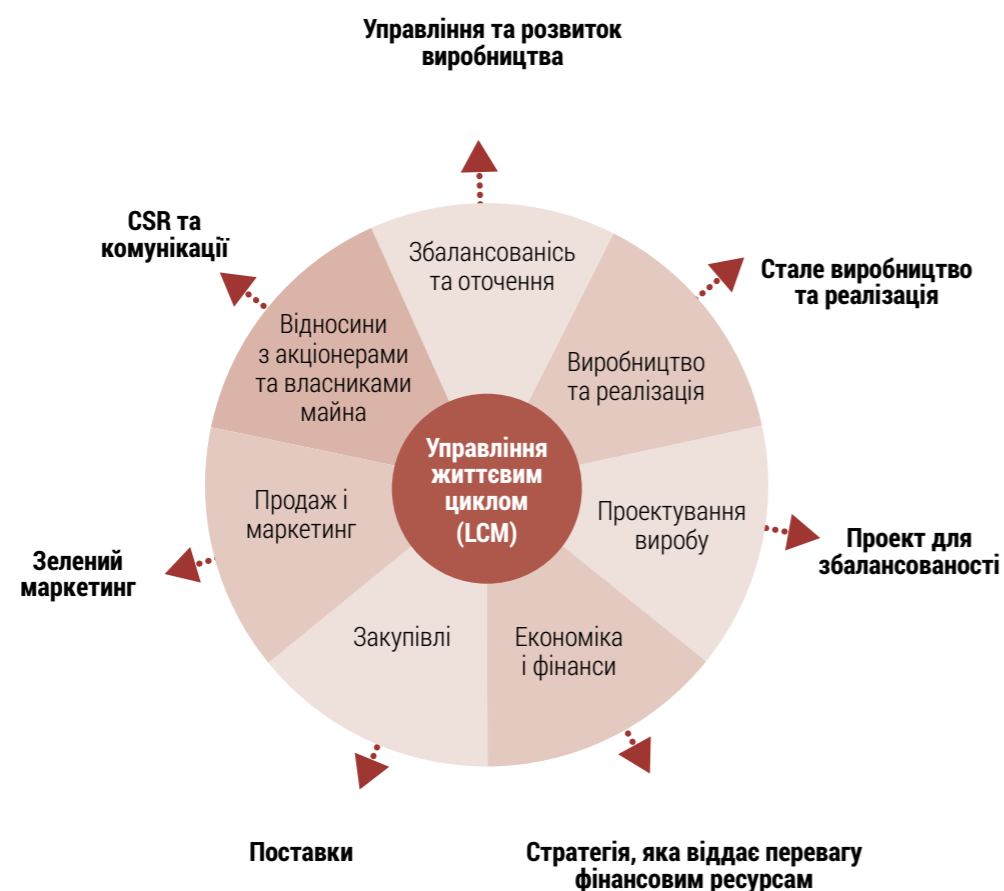 Управління та розвиток
виробництва
CSR та
комунікації
Збалансованісь
та оточення
Стале виробництво
та реалізація
Відносини
з акціонерами
та власниками
майна
Виробництво
та реалізація
Управління
життєвим
циклом
(LCM)
Продаж і
маркетинг
Проектування
виробу
Зелений
маркетинг
Проект для
збалансованості
Закупівлі
Економіка
і фінанси
Поставки
Стратегія, яка віддає перевагу
фінансовим ресурсам